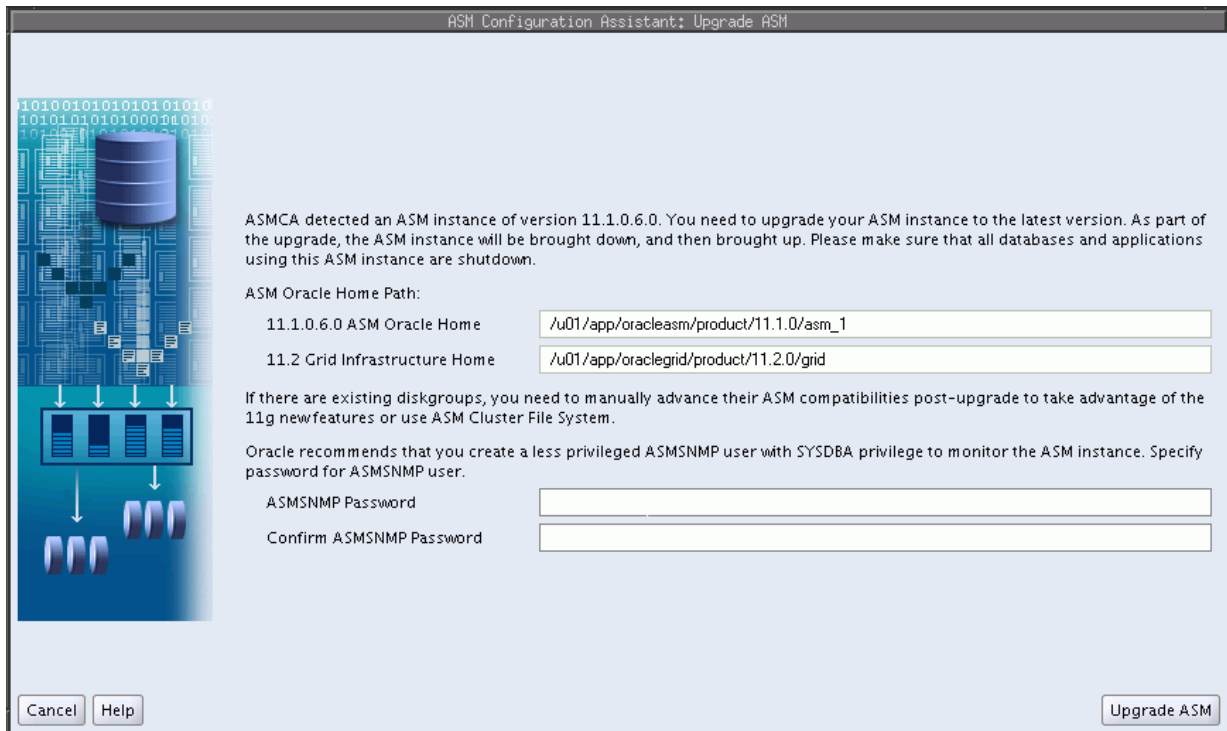 ASM Configuration Assistant: Upgrade ASM
ASMCA detected an ASM instance of version 11.1.0.6.0. You need to upgrade your ASM instance to the latest version. As part of
the upgrade, the ASM instance will be brought down, and then brought up. Please make sure that all databases and applications
using this ASM instance are shutdown.
ASM Oracle Home Path:
11.1.0.6.0 ASM Oracle Home /u01/app/oracleasm/product/11.1.0/asm_1
11.2 Grid Infrastructure Home /u01/app/oraclegrid/product/11.2.0/grid
If there are existing diskgroups, you need to manually advance their ASM compatibilities post-upgrade to take advantage of the
11g new features or use ASM Cluster File System.
Oracle recommends that you create a less privileged ASMSNMP user with SYSDBA privilege to monitor the ASM instance. Specify
password for ASMSNMP user.
ASMSNMP Password
Confirm ASMSNMP Password
Cancel Help Upgrade ASM